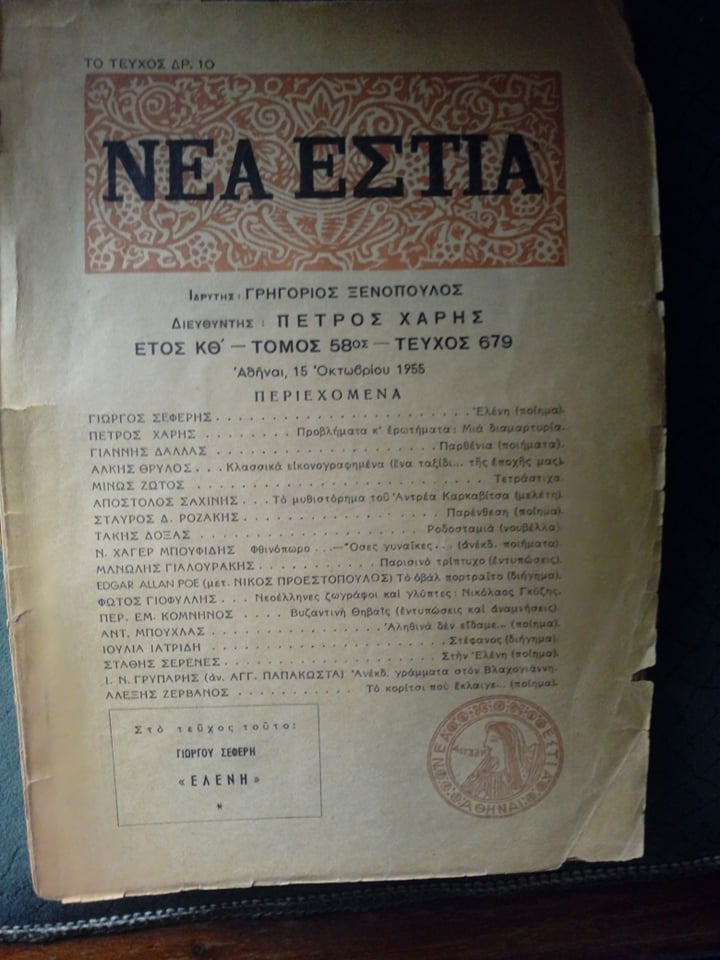 ΤΟ ΤΕΥΧΟΣ ΔΡ. 10
ΝΕΑ ΕΣΤΙΑ
ΙΔΡΥΤΗΣ: ΓΡΗΓΟΡΙΟΣ ΞΕΝΟΠΟΥΛΟΣ
ΔΙΕΥΘΥΝΤΗΣ: ΠΕΤΡΟΣ ΧΑΡΗΣ
ΕΤΟΣ ΚΘ΄ — ΤΟΜΟΣ 58ΟΣ — ΤΕΥΧΟΣ 679
Ἀθῆναι, 15 Ὀκτωβρίου 1955
ΠΕΡΙΕΧΟΜΕΝΑ
ΓΙΩΡΓΟΣ ΣΕΦΕΡΗΣ . . . . . . . . Ἑλένη (ποίημα).
ΠΕΤΡΟΣ ΧΑΡΗΣ . . . . . . . . Προβλήματα κ' ἐρωτήματα: Μιὰ διαμαρτυρία.
ΓΙΑΝΝΗΣ ΔΑΛΛΑΣ . . . . . . . . Παρθένια (ποιήματα).
ΑΛΚΗΣ ΘΡΥΛΟΣ . . . Κλασσικὰ εἰκονογραφημένα (ἕνα ταξίδι... τῆς ἐποχῆς μας).
ΜΙΝΩΣ ΖΩΤΟΣ . . . . . . . . Τετράστιχα.
ΑΠΟΣΤΟΛΟΣ ΣΑΧΙΝΗΣ . . . Τὸ μυθιστόρημα τοῦ Ἀντρέα Καρκαβίτσα (μελέτη).
ΣΤΑΥΡΟΣ Δ. ΡΟΖΑΚΗΣ . . . . . . . . Παρένθεση (ποίημα).
ΤΑΚΗΣ ΔΟΞΑΣ . . . . . . . . Ροδοσταμιὰ (νουβέλλα).
Ν. ΧΑΓΕΡ ΜΠΟΥΦΙΔΗΣ Φθινόπωρο . . .—Ὅσες γυναῖκες . . . (ἀνέκδ. ποιήματα).
ΜΑΝΩΛΗΣ ΓΙΑΛΟΥΡΑΚΗΣ . . . . . . . . Παρισινὸ τρίπτυχο (ἐντυπώσεις).
EDGAR ALLAN POE (μετ. ΝΙΚΟΣ ΠΡΟΕΣΤΟΠΟΥΛΟΣ) Τὸ ὀβὰλ πορτραῖτο (διήγημα).
ΦΩΤΟΣ ΓΙΟΦΥΛΛΗΣ . . . Νεοέλληνες ζωγράφοι καὶ γλύπτες: Νικόλαος Γκύζης.
ΠΕΡ. ΕΜ. ΚΟΜΝΗΝΟΣ . . . . Βυζαντινὴ Θηβαῒς (ἐντυπώσεις καὶ ἀναμνήσεις).
ΑΝΤ. ΜΠΟΥΧΛΑΣ . . . . . . . . Ἀληθινὰ δὲν εἴδαμε... (ποίημα).
ΙΟΥΛΙΑ ΙΑΤΡΙΔΗ . . . . . . . . Στέφανος (διήγημα).
ΣΤΑΘΗΣ ΣΕΡΕΝΕΣ . . . . . . . . Στὴν Ἑλένη (ποίημα).
Ι. Ν. ΓΡΥΠΑΡΗΣ (ἀν. ΑΓΓ. ΠΑΠΑΚΩΣΤΑ) Ἀνέκδ. γράμματα στὸν Βλαχογιάννη.
ΑΛΕΞΗΣ ΖΕΡΒΑΝΟΣ . . . . . . . . Τὸ κορίτσι ποὺ ἔκλαιγε... (ποίημα).
Στὸ τεῦχος τοῦτο:
ΓΙΩΡΓΟΥ ΣΕΦΕΡΗ
«ΕΛΕΝΗ»
*
ΝΕΑ ΕΣΤΙΑ
ΑΘΗΝΑΙ